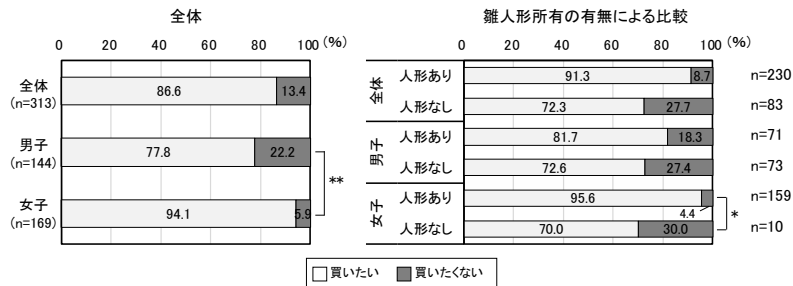 全体
0 20 40 60 80 100 (%)
全体
(n=313)
86.6 13.4
男子
(n=144)
77.8 22.2
**
女子
(n=169)
94.1 5.9
雛人形所有の有無による比較
0 20 40 60 80 100 (%)
全体
人形あり 91.3 8.7 n=230
人形なし 72.3 27.7 n=83
男子
人形あり 81.7 18.3 n=71
人形なし 72.6 27.4 n=73
女子
人形あり 95.6 4.4 n=159
*
人形なし 70.0 30.0 n=10
買いたい 買いたくない